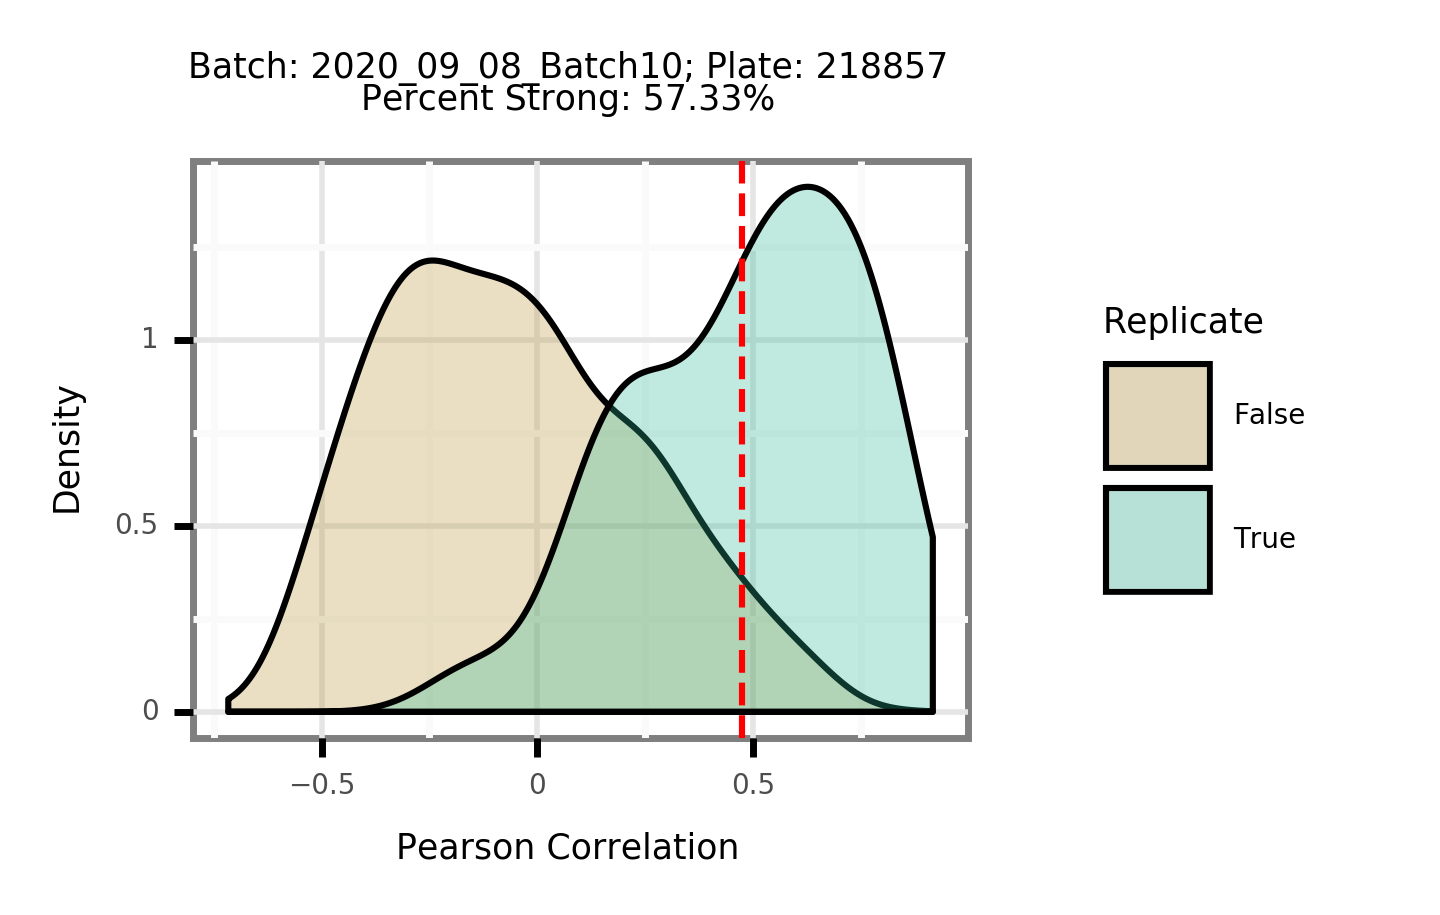 Batch: 2020_09_08_Batch10; Plate: 218857
Percent Strong: 57.33%
Density
1
0.5
0
−0.5
0
0.5
Pearson Correlation
Replicate
False
True